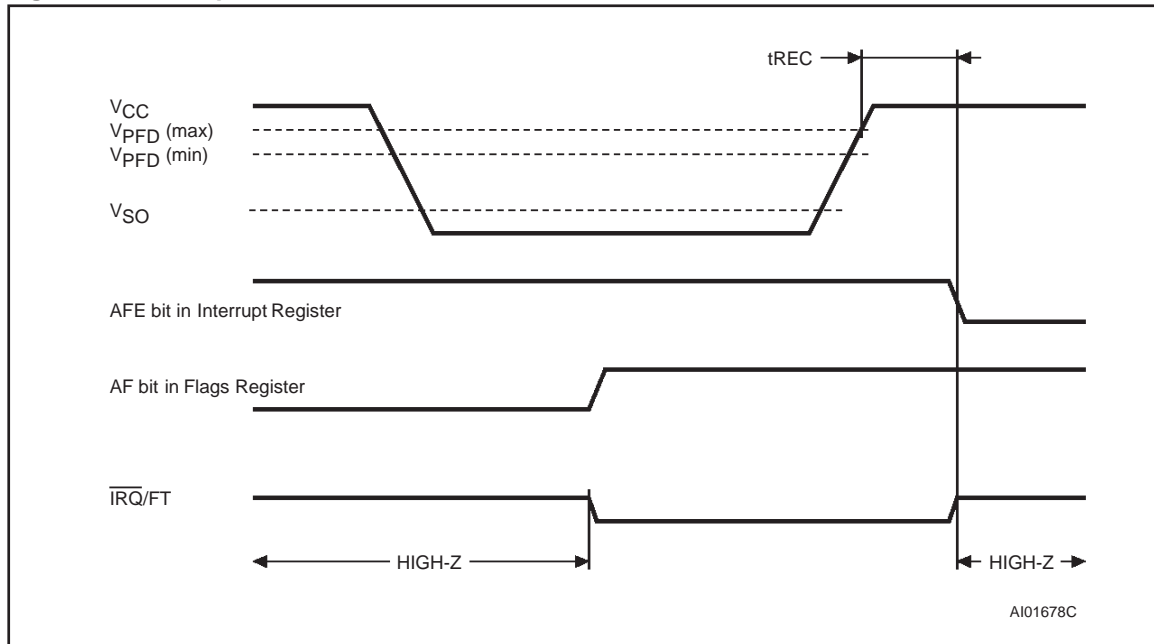 tREC
VCC
VPFD (max)
VPFD (min)
VSO
AFE bit in Interrupt Register
AF bit in Flags Register
IRQ/FT
HIGH-Z
HIGH-Z
AI01678C